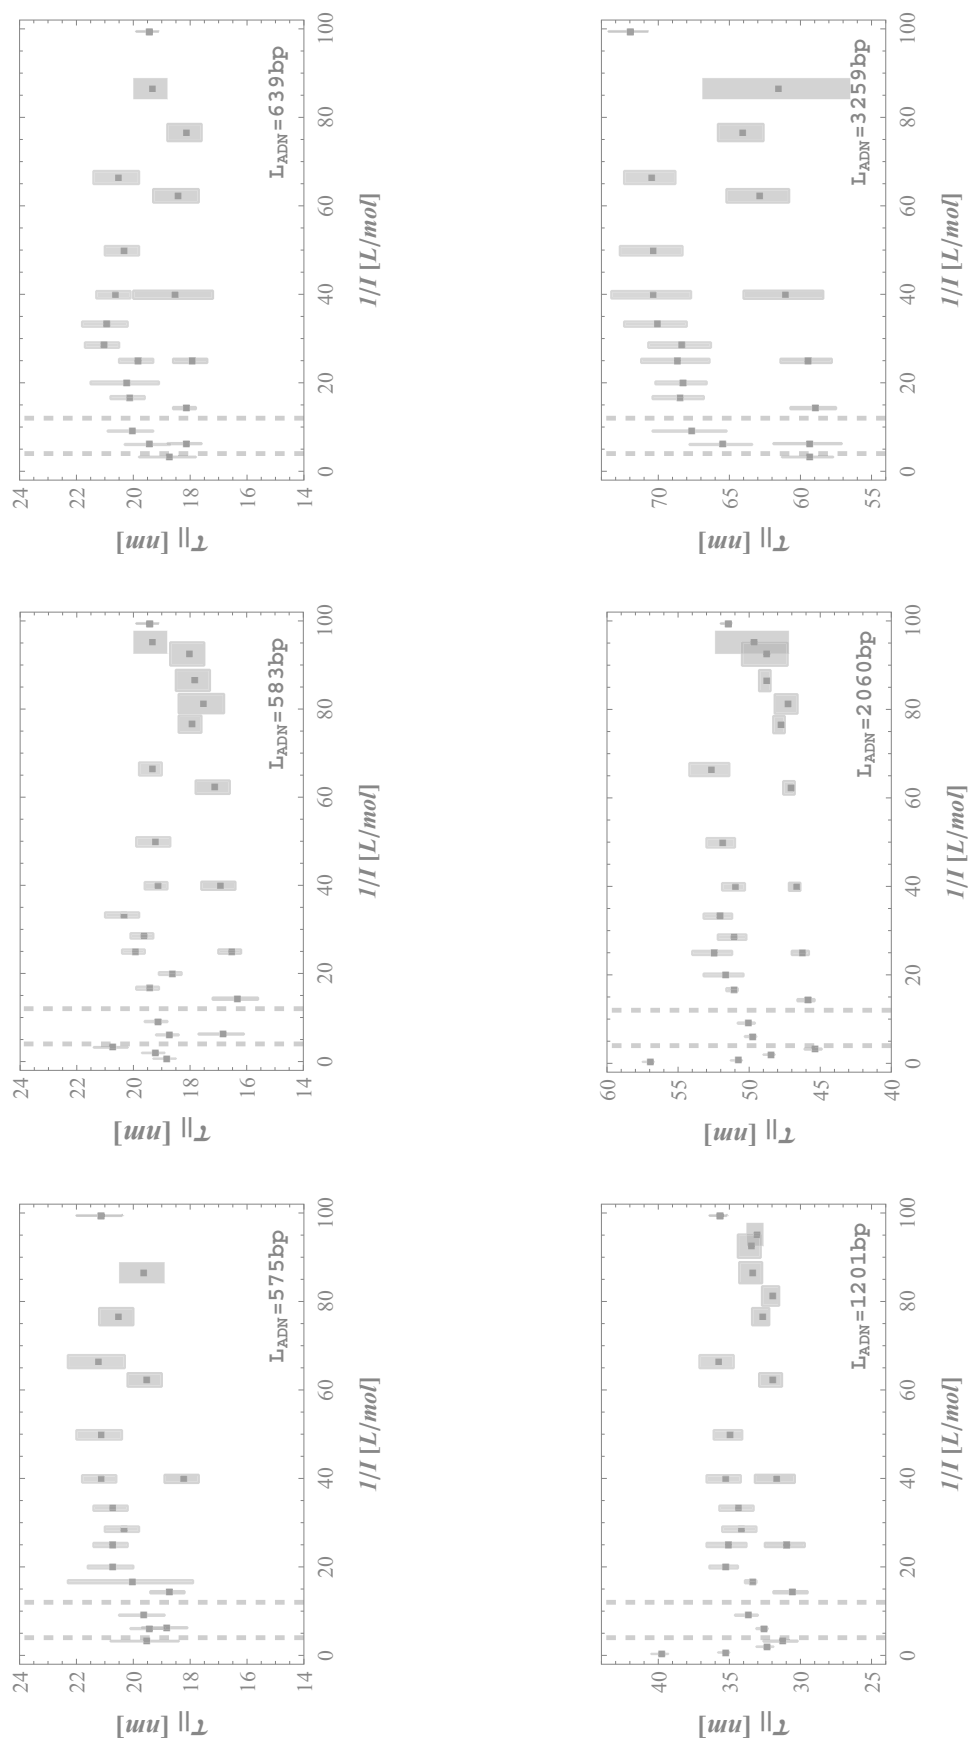 τ|| [nm]
24
22
20
18
16
14
L_ADN=575bp
0 20 40 60 80 100
1/I [L/mol]
τ|| [nm]
24
22
20
18
16
14
L_ADN=583bp
0 20 40 60 80 100
1/I [L/mol]
τ|| [nm]
24
22
20
18
16
14
L_ADN=639bp
0 20 40 60 80 100
1/I [L/mol]
τ|| [nm]
40
35
30
25
L_ADN=1201bp
0 20 40 60 80 100
1/I [L/mol]
τ|| [nm]
60
55
50
45
40
L_ADN=2060bp
0 20 40 60 80 100
1/I [L/mol]
τ|| [nm]
70
65
60
55
L_ADN=3259bp
0 20 40 60 80 100
1/I [L/mol]